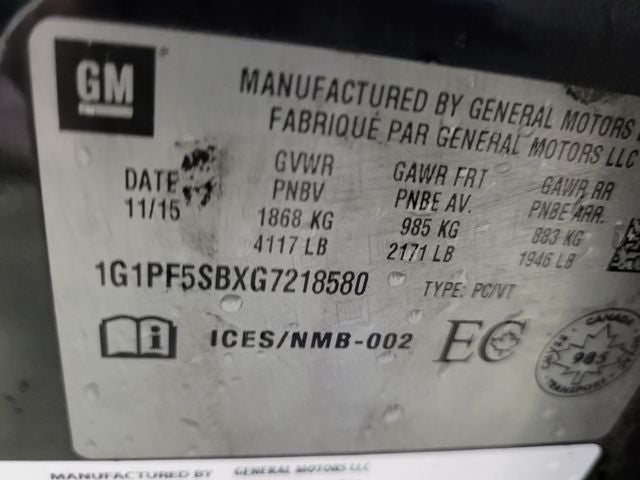 GM
MANUFACTURED BY GENERAL MOTORS
FABRIQUÉ PAR GENERAL MOTORS LLC
DATE
11/15
GVWR
PNBV
1868 KG
4117 LB
GAWR FRT
PNBE AV.
985 KG
2171 LB
GAWR RR
PNBE ARR.
883 KG
1946 LB
1G1PF5SBXG7218580 TYPE: PC/VT
i ICES/NMB-002 EC
CANADA
985
TRANSPORT
MANUFACTURED BY GENERAL MOTORS LLC